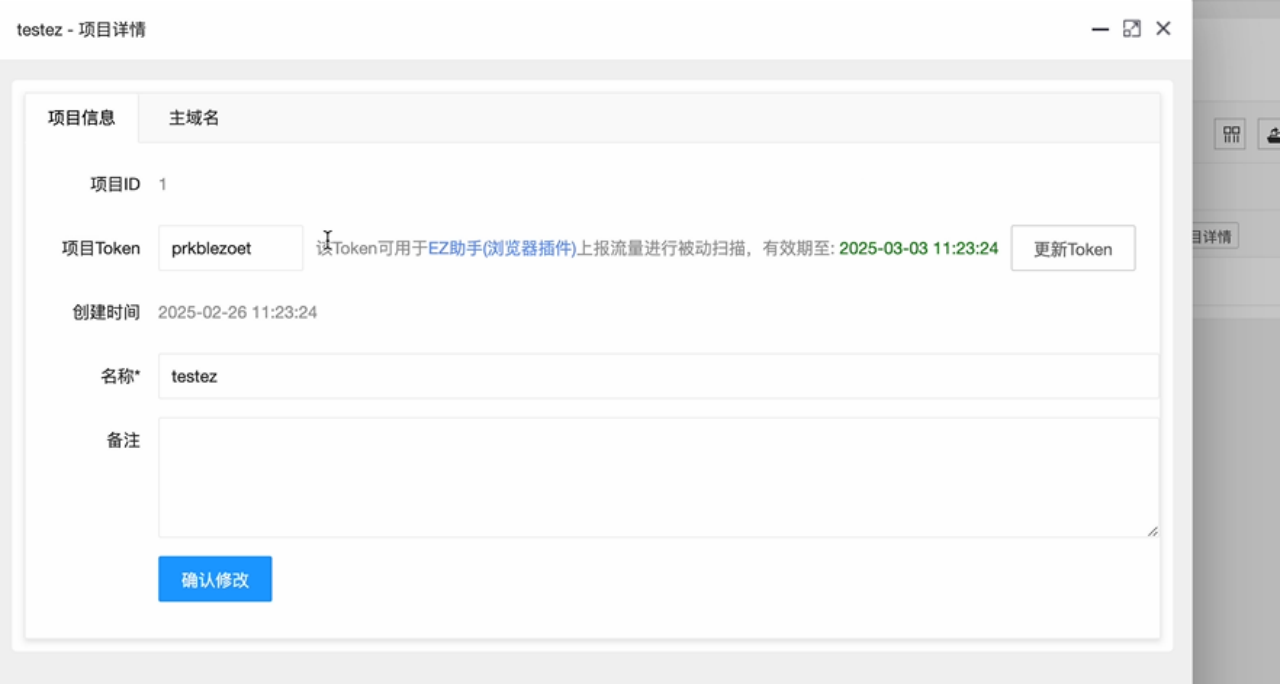 testez - 项目详情
项目信息 主域名
项目ID 1
项目Token prkblezoet 该Token可用于EZ助手(浏览器插件)上报流量进行被动扫描，有效期至: 2025-03-03 11:23:24 更新Token
目详情
创建时间 2025-02-26 11:23:24
名称* testez
备注
确认修改